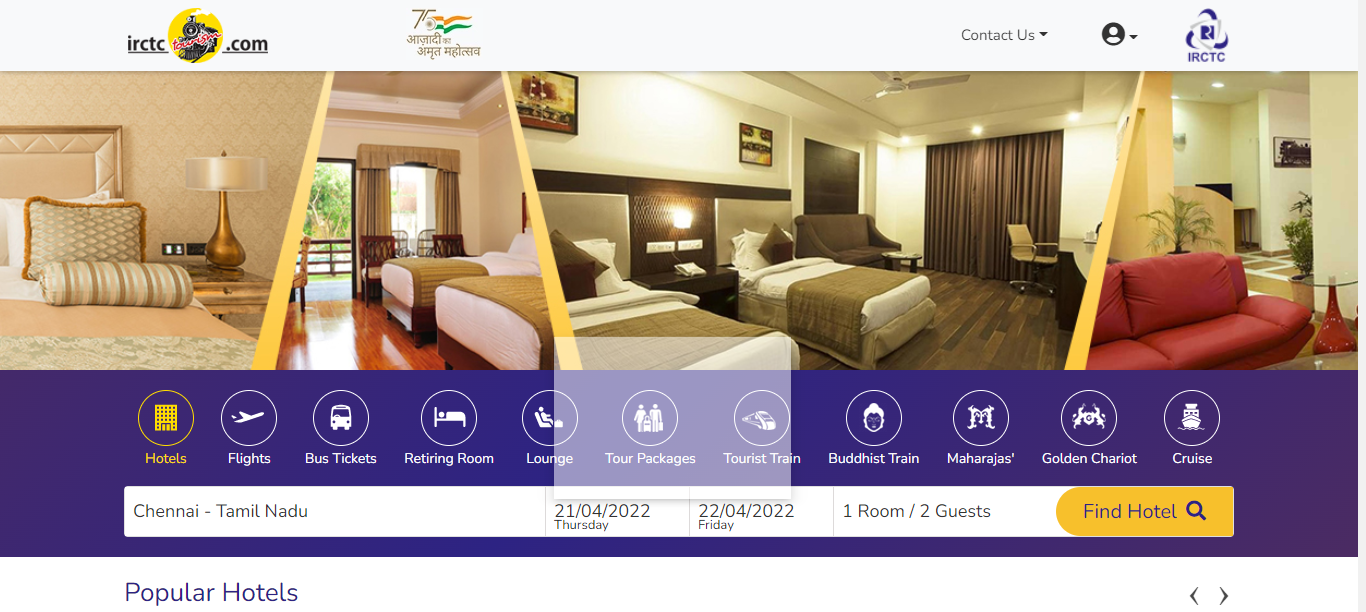 irctc tourism .com
75
आज़ादी का
अमृत महोत्सव
Contact Us
IRCTC
Hotels
Flights
Bus Tickets
Retiring Room
Lounge
Tour Packages
Tourist Train
Buddhist Train
Maharajas'
Golden Chariot
Cruise
Chennai - Tamil Nadu
21/04/2022
Thursday
22/04/2022
Friday
1 Room / 2 Guests
Find Hotel
Popular Hotels